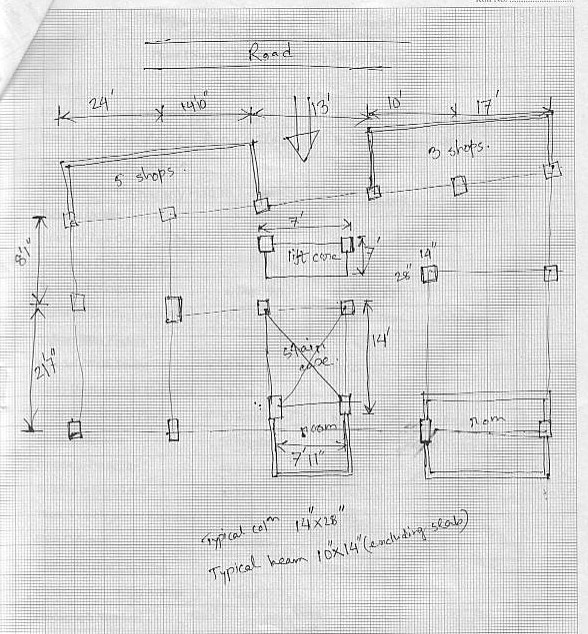 Road
24' 14'10" 13' 10' 17'
5 shops. 3 shops.
7'
8'1" lift core 7' 14"
28"
21'7" stair case. 14'
room room
7'11"
Typical colm 14"x28"
Typical beam 10"x14" (excluding slab)